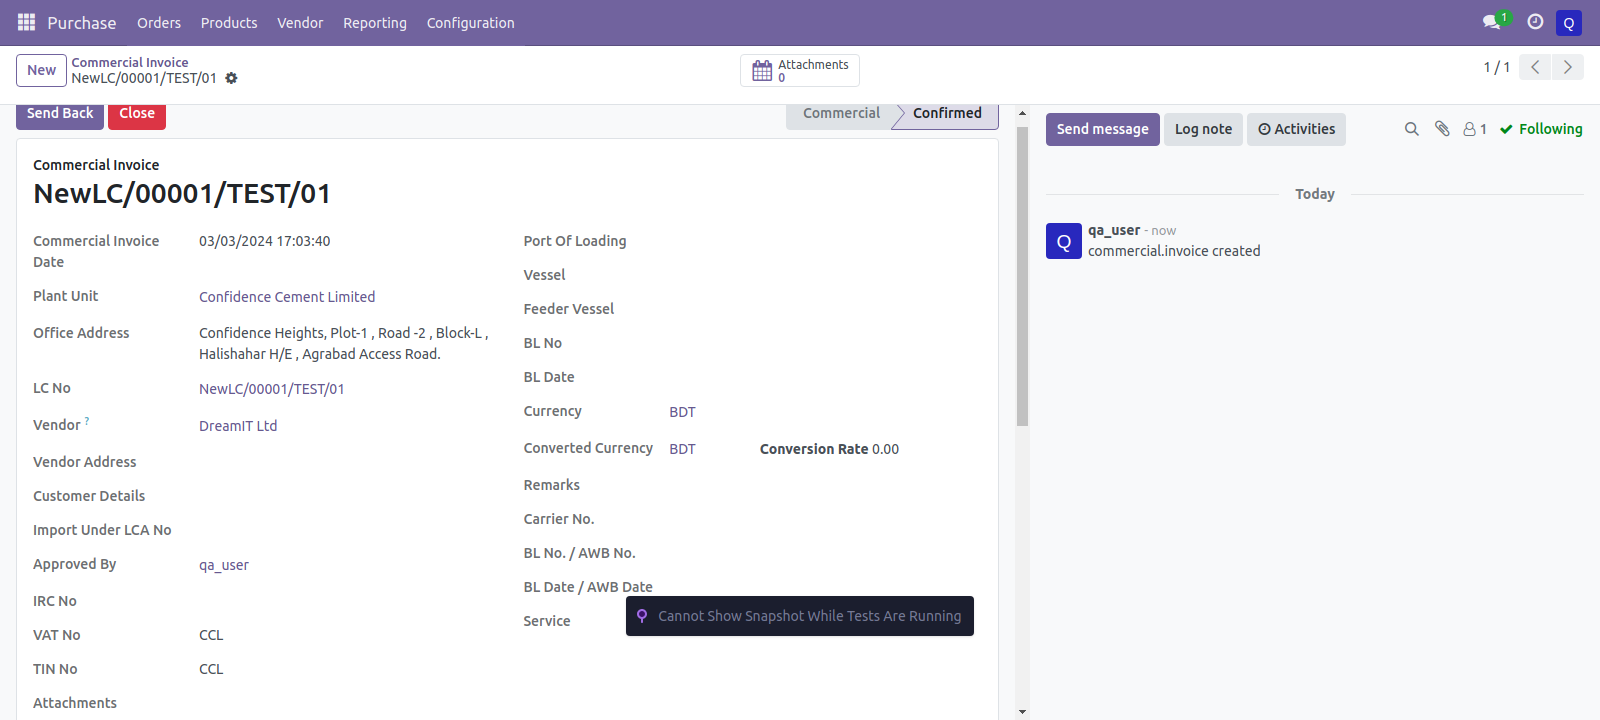 Purchase Orders Products Vendor Reporting Configuration 1 Q
New Commercial Invoice
NewLC/00001/TEST/01
Attachments
0
1 / 1
Send Back Close Commercial Confirmed
Send message Log note Activities 1 Following
Commercial Invoice
NewLC/00001/TEST/01
Commercial Invoice Date 03/03/2024 17:03:40
Plant Unit Confidence Cement Limited
Office Address Confidence Heights, Plot-1 , Road -2 , Block-L ,
Halishahar H/E , Agrabad Access Road.
LC No NewLC/00001/TEST/01
Vendor ? DreamIT Ltd
Vendor Address
Customer Details
Import Under LCA No
Approved By qa_user
IRC No
VAT No CCL
TIN No CCL
Attachments
Port Of Loading
Vessel
Feeder Vessel
BL No
BL Date
Currency BDT
Converted Currency BDT Conversion Rate 0.00
Remarks
Carrier No.
BL No. / AWB No.
BL Date / AWB Date
Service
Cannot Show Snapshot While Tests Are Running
Today
Q qa_user - now
commercial.invoice created